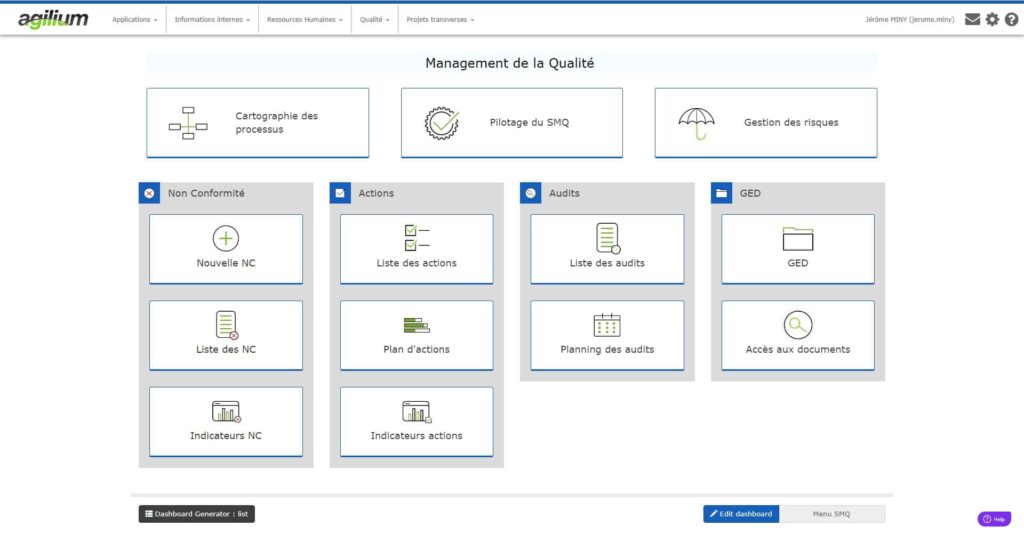 agilium
Applications
Informations internes
Ressources Humaines
Qualité
Projets transverses
Jérôme MINY (jerome.miny)
Management de la Qualité
Cartographie des
processus
Pilotage du SMQ
Gestion des risques
Non Conformité
Nouvelle NC
Liste des NC
Indicateurs NC
Actions
Liste des actions
Plan d'actions
Indicateurs actions
Audits
Liste des audits
Planning des audits
GED
GED
Accès aux documents
Dashboard Generator : list
Edit dashboard
Menu SMQ
Help